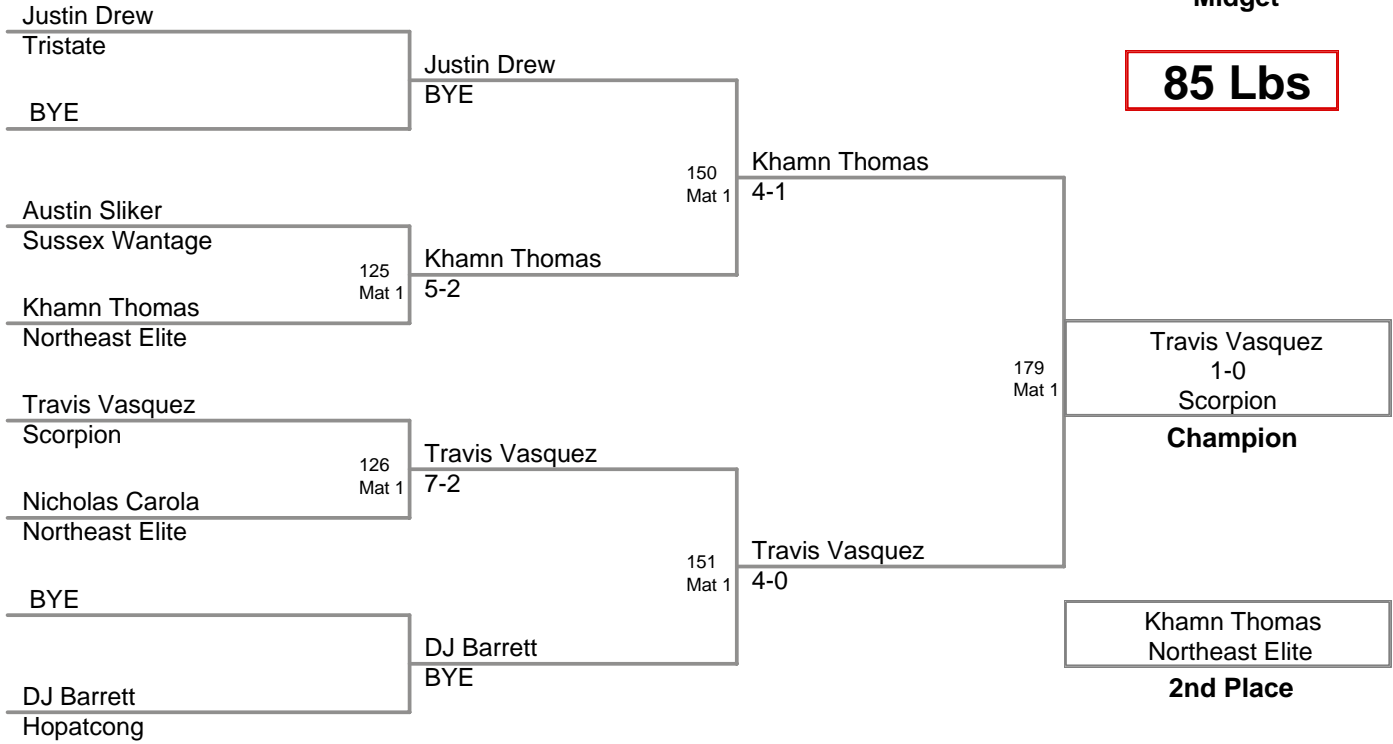 Midget
85 Lbs
Justin Drew
Tristate
BYE
Austin Sliker
Sussex Wantage
125
Mat 1
Khamn Thomas
Northeast Elite
Travis Vasquez
Scorpion
126
Mat 1
Nicholas Carola
Northeast Elite
BYE
DJ Barrett
Hopatcong
Justin Drew
BYE
150
Mat 1
Khamn Thomas
5-2
Travis Vasquez
7-2
151
Mat 1
DJ Barrett
BYE
Khamn Thomas
4-1
179
Mat 1
Travis Vasquez
4-0
Travis Vasquez
1-0
Scorpion
Champion
Khamn Thomas
Northeast Elite
2nd Place